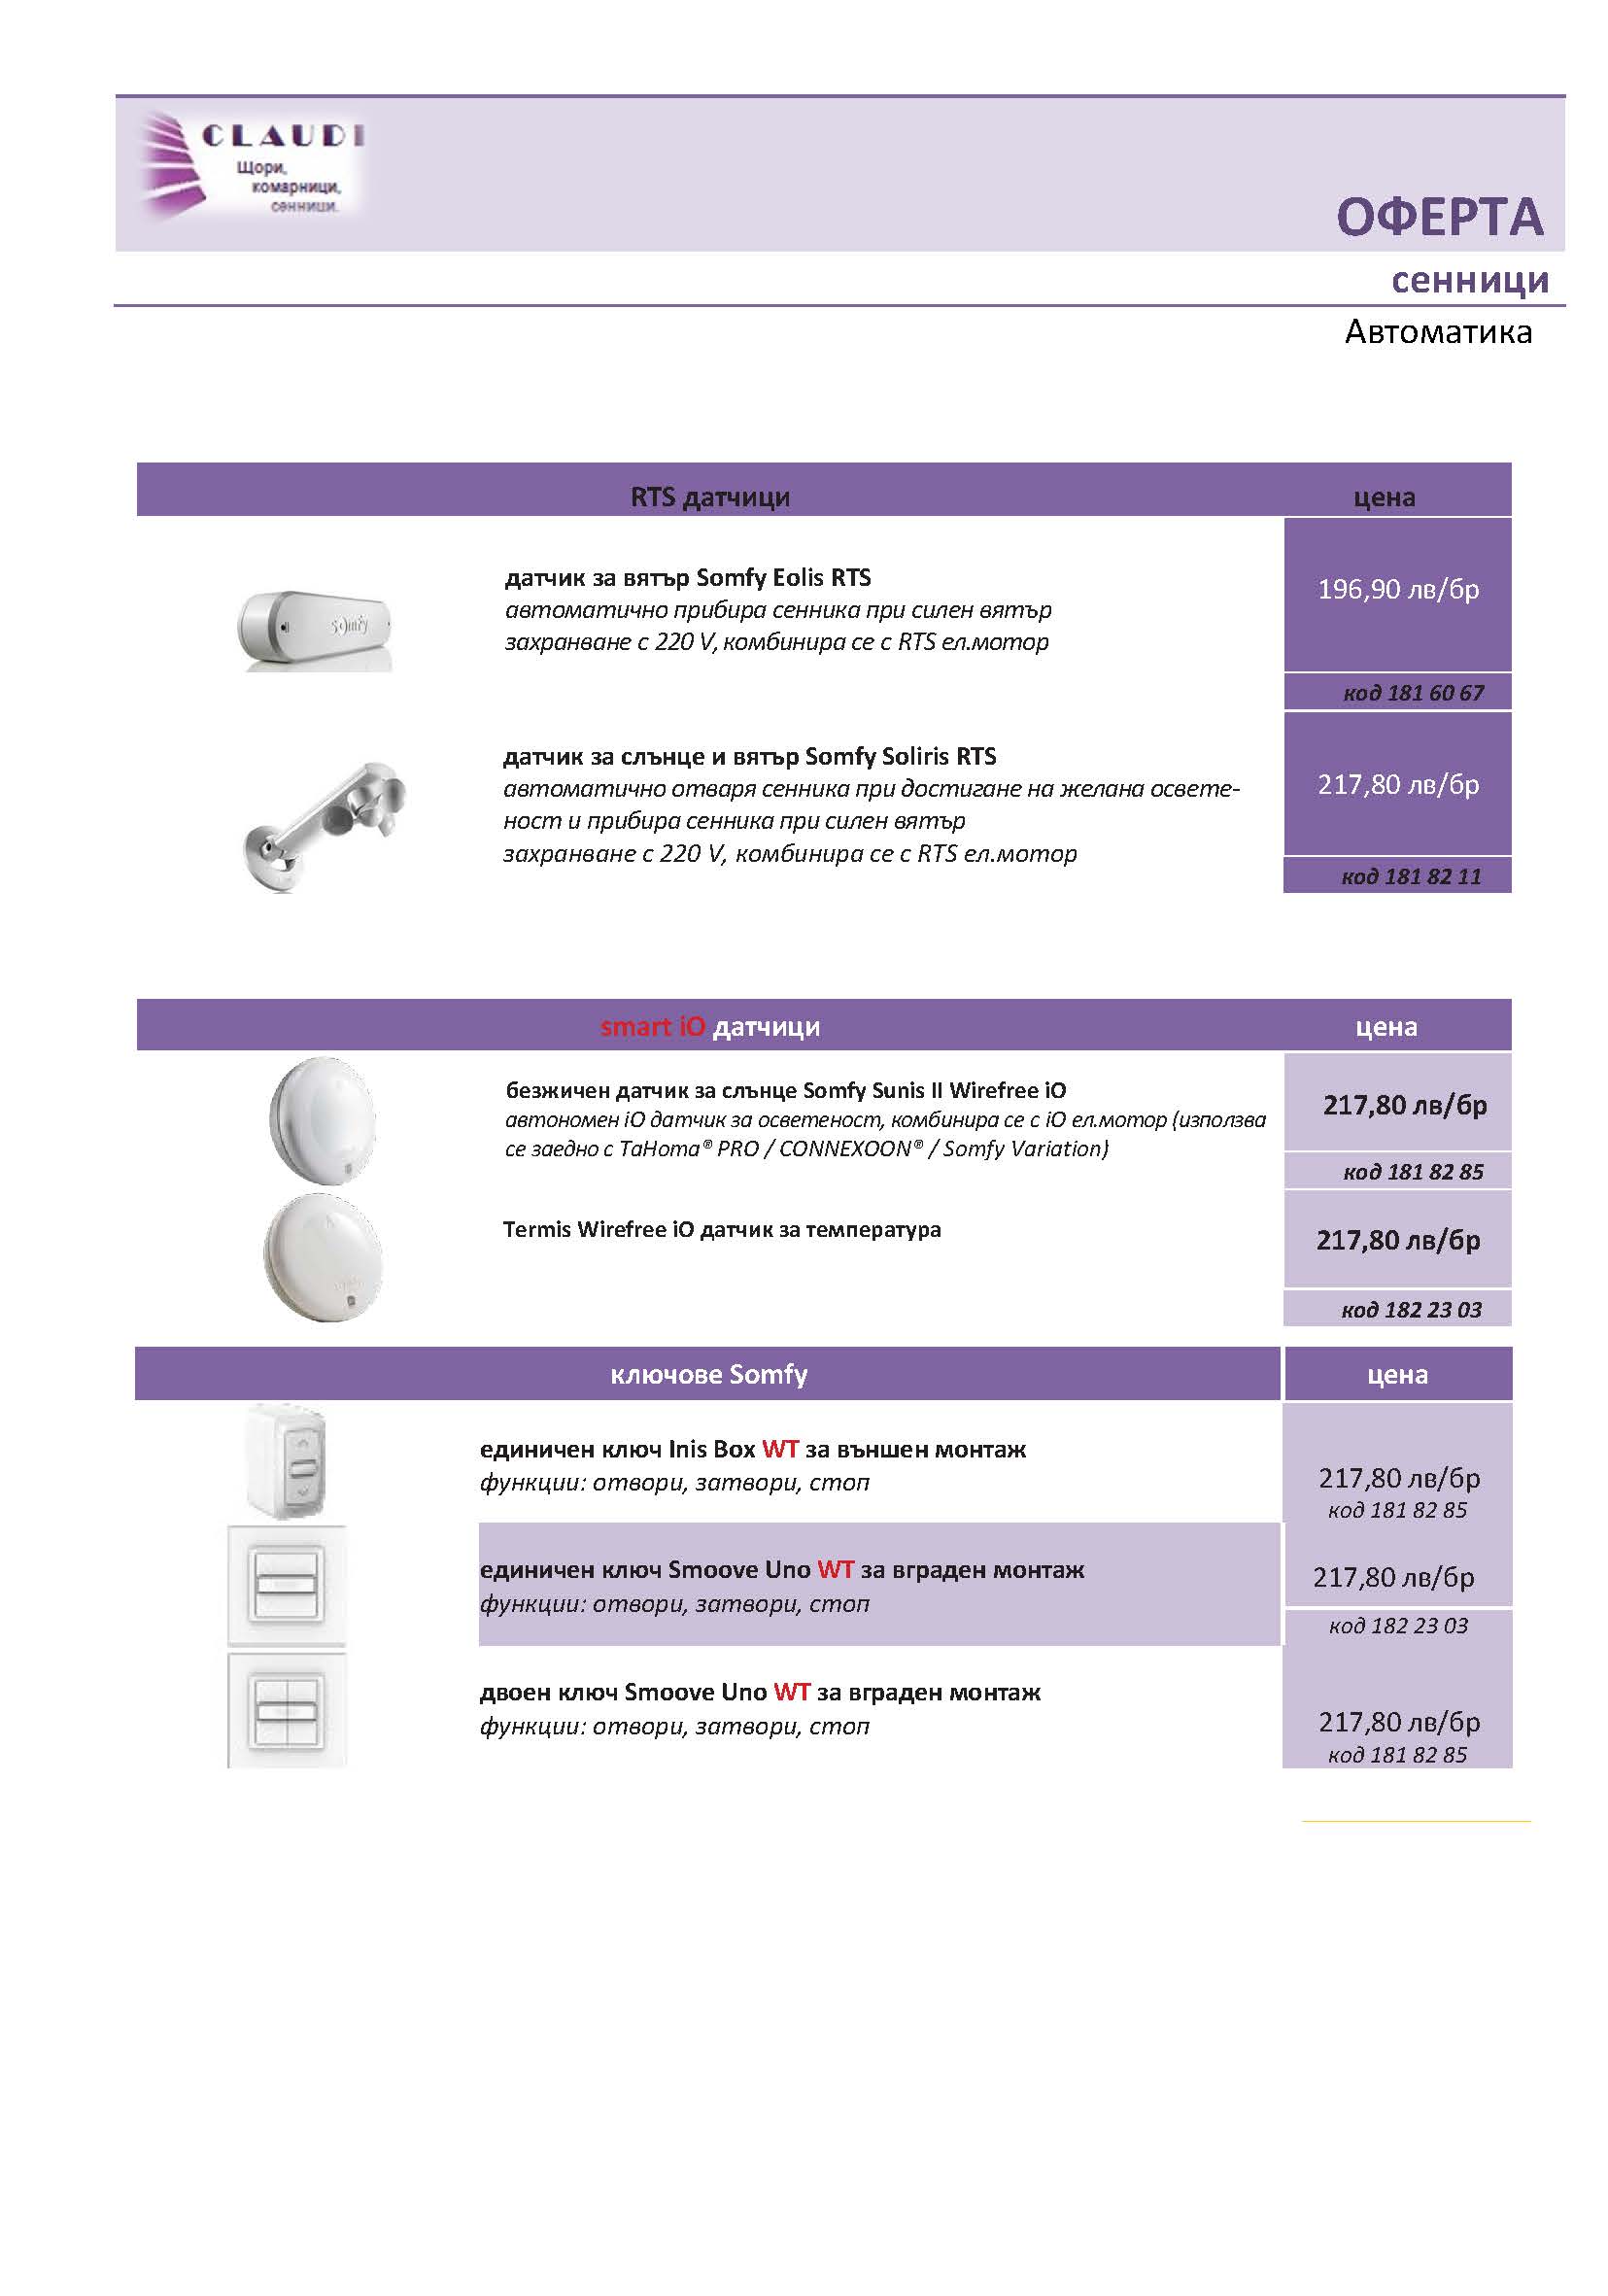 CLAUDI
Щори,
комарници,
сенници.
ОФЕРТА
сенници
Автоматика
RTS датчици цена
датчик за вятър Somfy Eolis RTS
автоматично прибира сенника при силен вятър
захранване с 220 V, комбинира се с RTS ел.мотор
196,90 лв/бр
код 181 60 67
somfy
датчик за слънце и вятър Somfy Soliris RTS
автоматично отваря сенника при достигане на желана освете-
ност и прибира сенника при силен вятър
захранване с 220 V, комбинира се с RTS ел.мотор
217,80 лв/бр
код 181 82 11
smart iO датчици цена
безжичен датчик за слънце Somfy Sunis II Wirefree iO
автономен iO датчик за осветеност, комбинира се с iO ел.мотор (използва
се заедно с TaHoma® PRO / CONNEXOON® / Somfy Variation)
217,80 лв/бр
код 181 82 85
Termis Wirefree iO датчик за температура
217,80 лв/бр
код 182 23 03
ключове Somfy цена
единичен ключ Inis Box WT за външен монтаж
функции: отвори, затвори, стоп
217,80 лв/бр
код 181 82 85
единичен ключ Smoove Uno WT за вграден монтаж
функции: отвори, затвори, стоп
217,80 лв/бр
код 182 23 03
двоен ключ Smoove Uno WT за вграден монтаж
функции: отвори, затвори, стоп
217,80 лв/бр
код 181 82 85